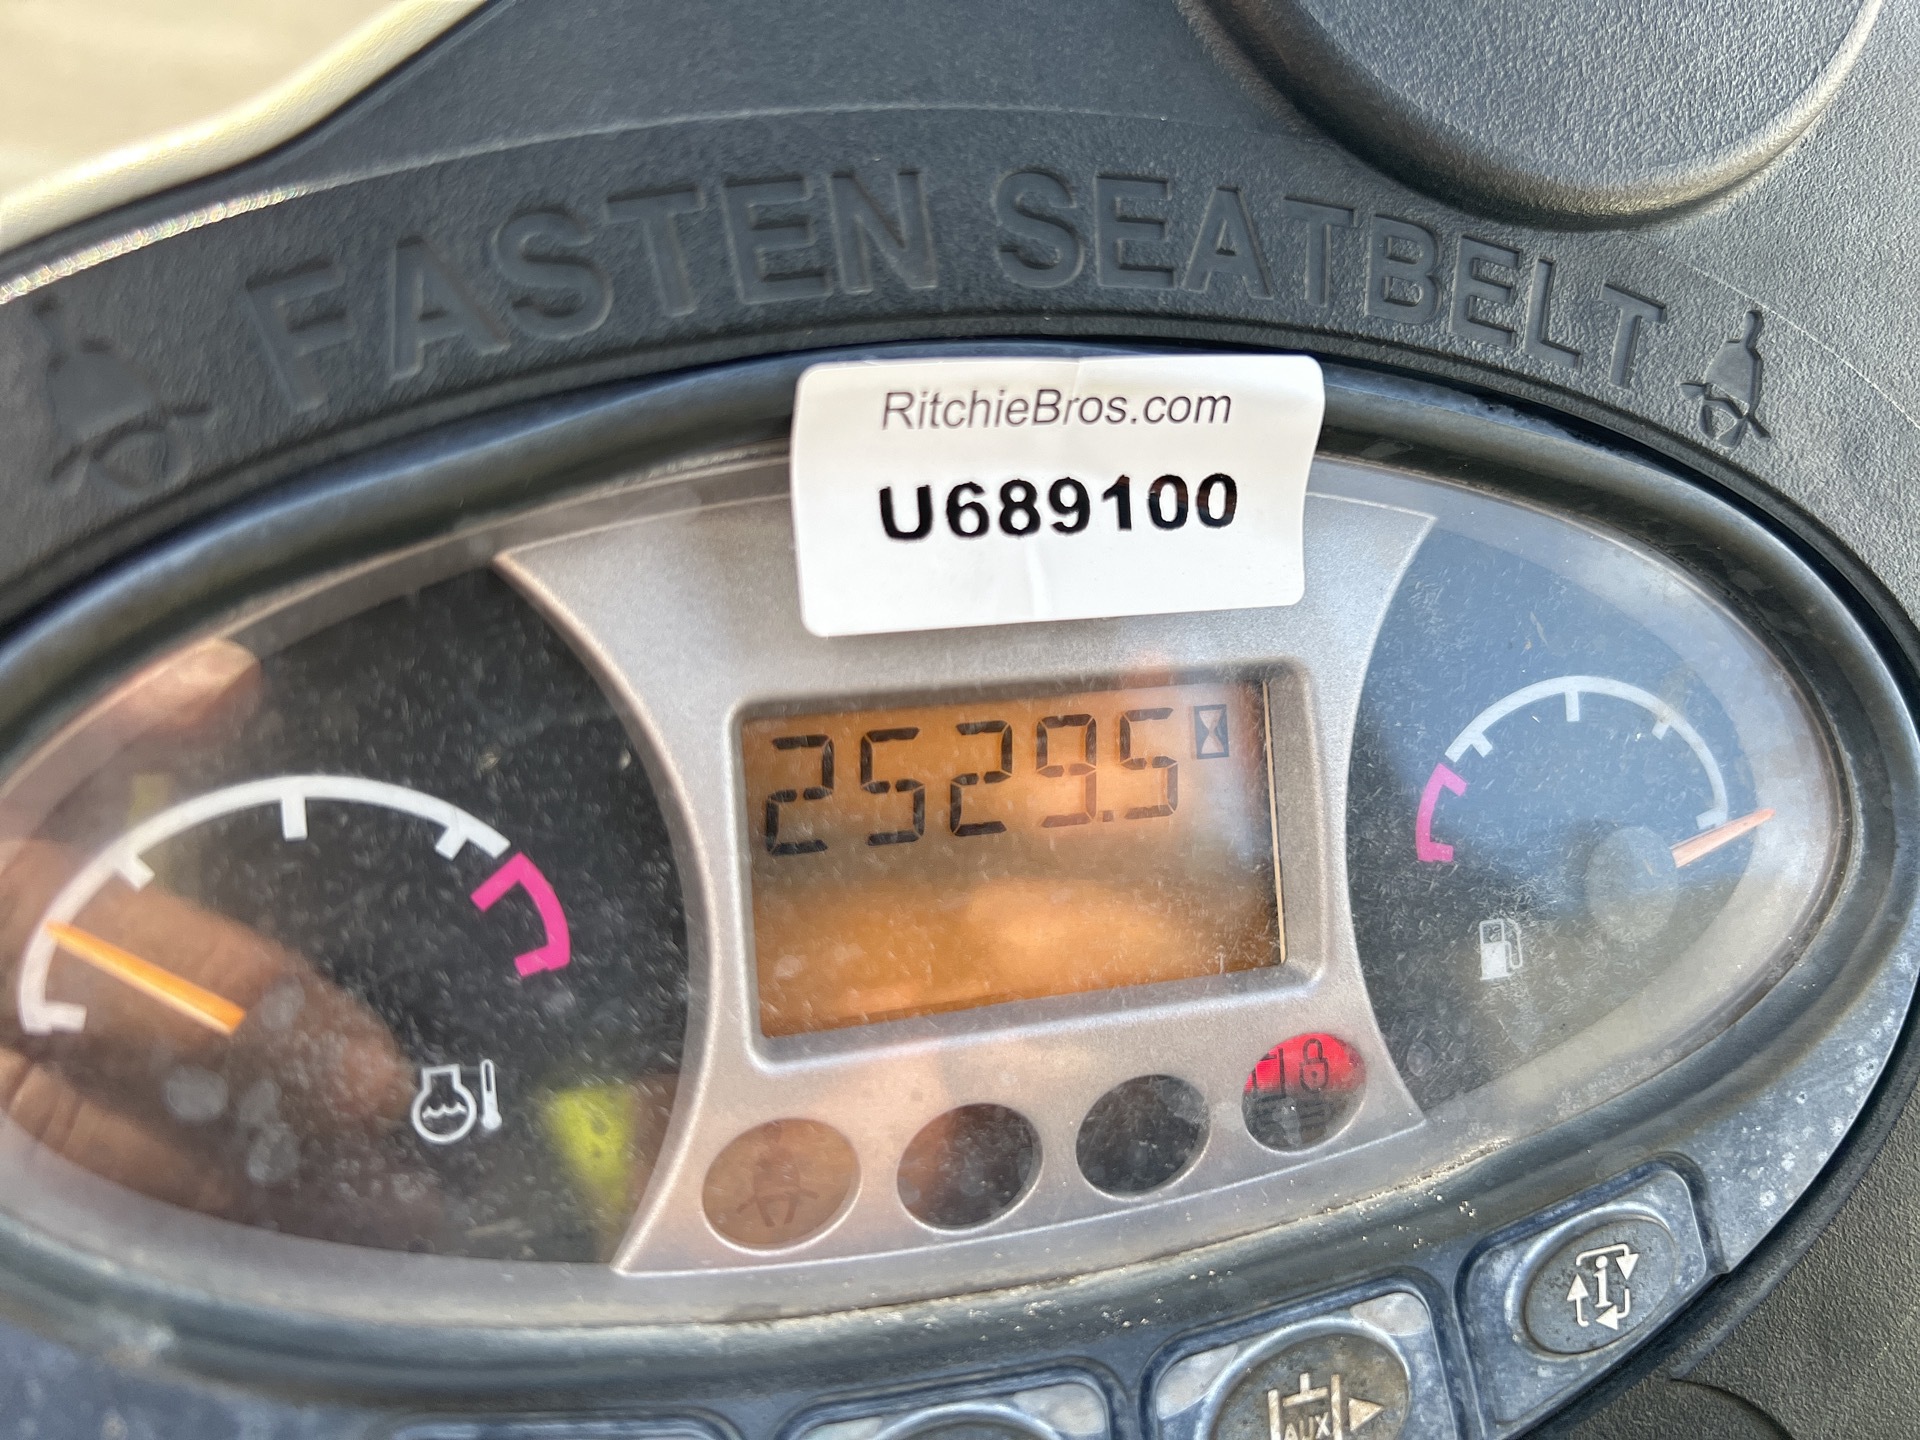 FASTEN SEATBELT
RitchieBros.com
U689100
2529.5
i
AUX